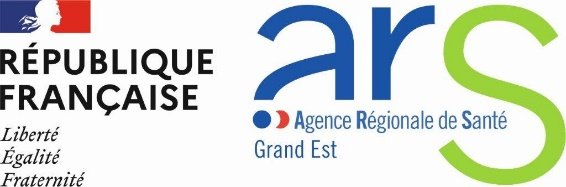 RÉPUBLIQUE
FRANÇAISE
Liberté
Égalité
Fraternité
ars
Agence Régionale de Santé
Grand Est